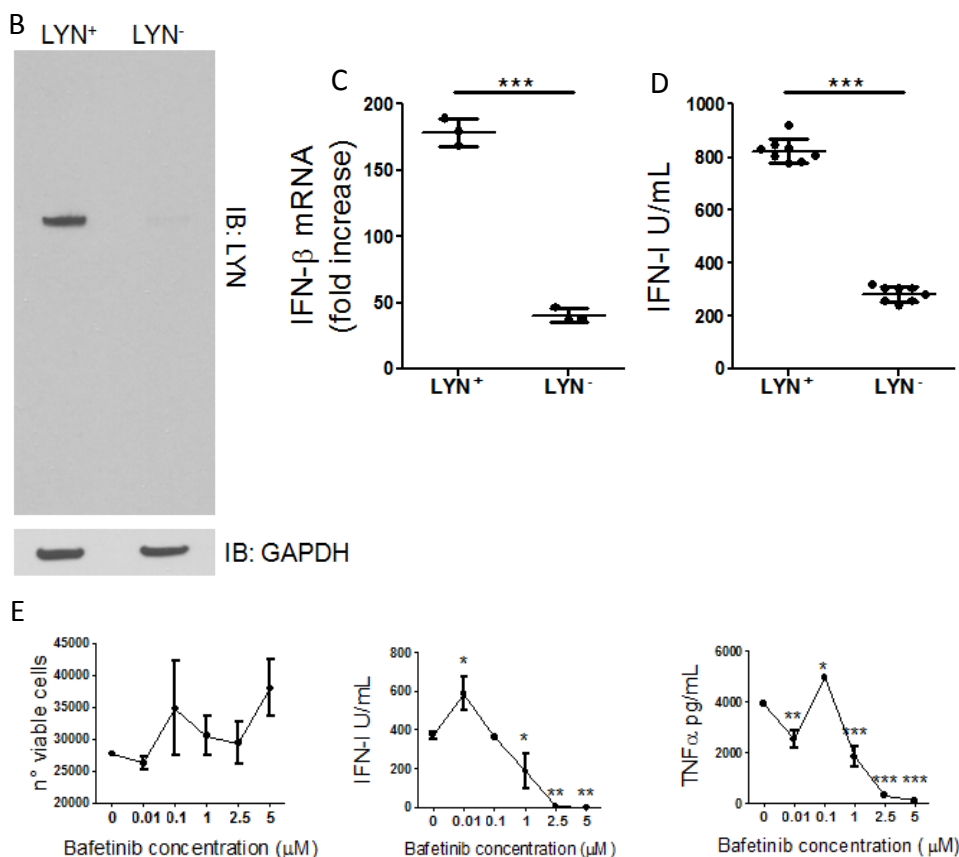 B
LYN⁺ LYN⁻
IB: LYN
IB: GAPDH
C
***
IFN-β mRNA
(fold increase)
200
150
100
50
0
LYN⁺ LYN⁻
D
***
IFN-I U/mL
1000
800
600
400
200
0
LYN⁺ LYN⁻
E
n° viable cells
45000
40000
35000
30000
25000
20000
0 0.01 0.1 1 2.5 5
Bafetinib concentration (μM)
IFN-I U/mL
800
600
400
200
0
*
*
** **
0 0.01 0.1 1 2.5 5
Bafetinib concentration (μM)
TNFα pg/mL
6000
4000
2000
0
**
*
***
*** ***
0 0.01 0.1 1 2.5 5
Bafetinib concentration ( μM)